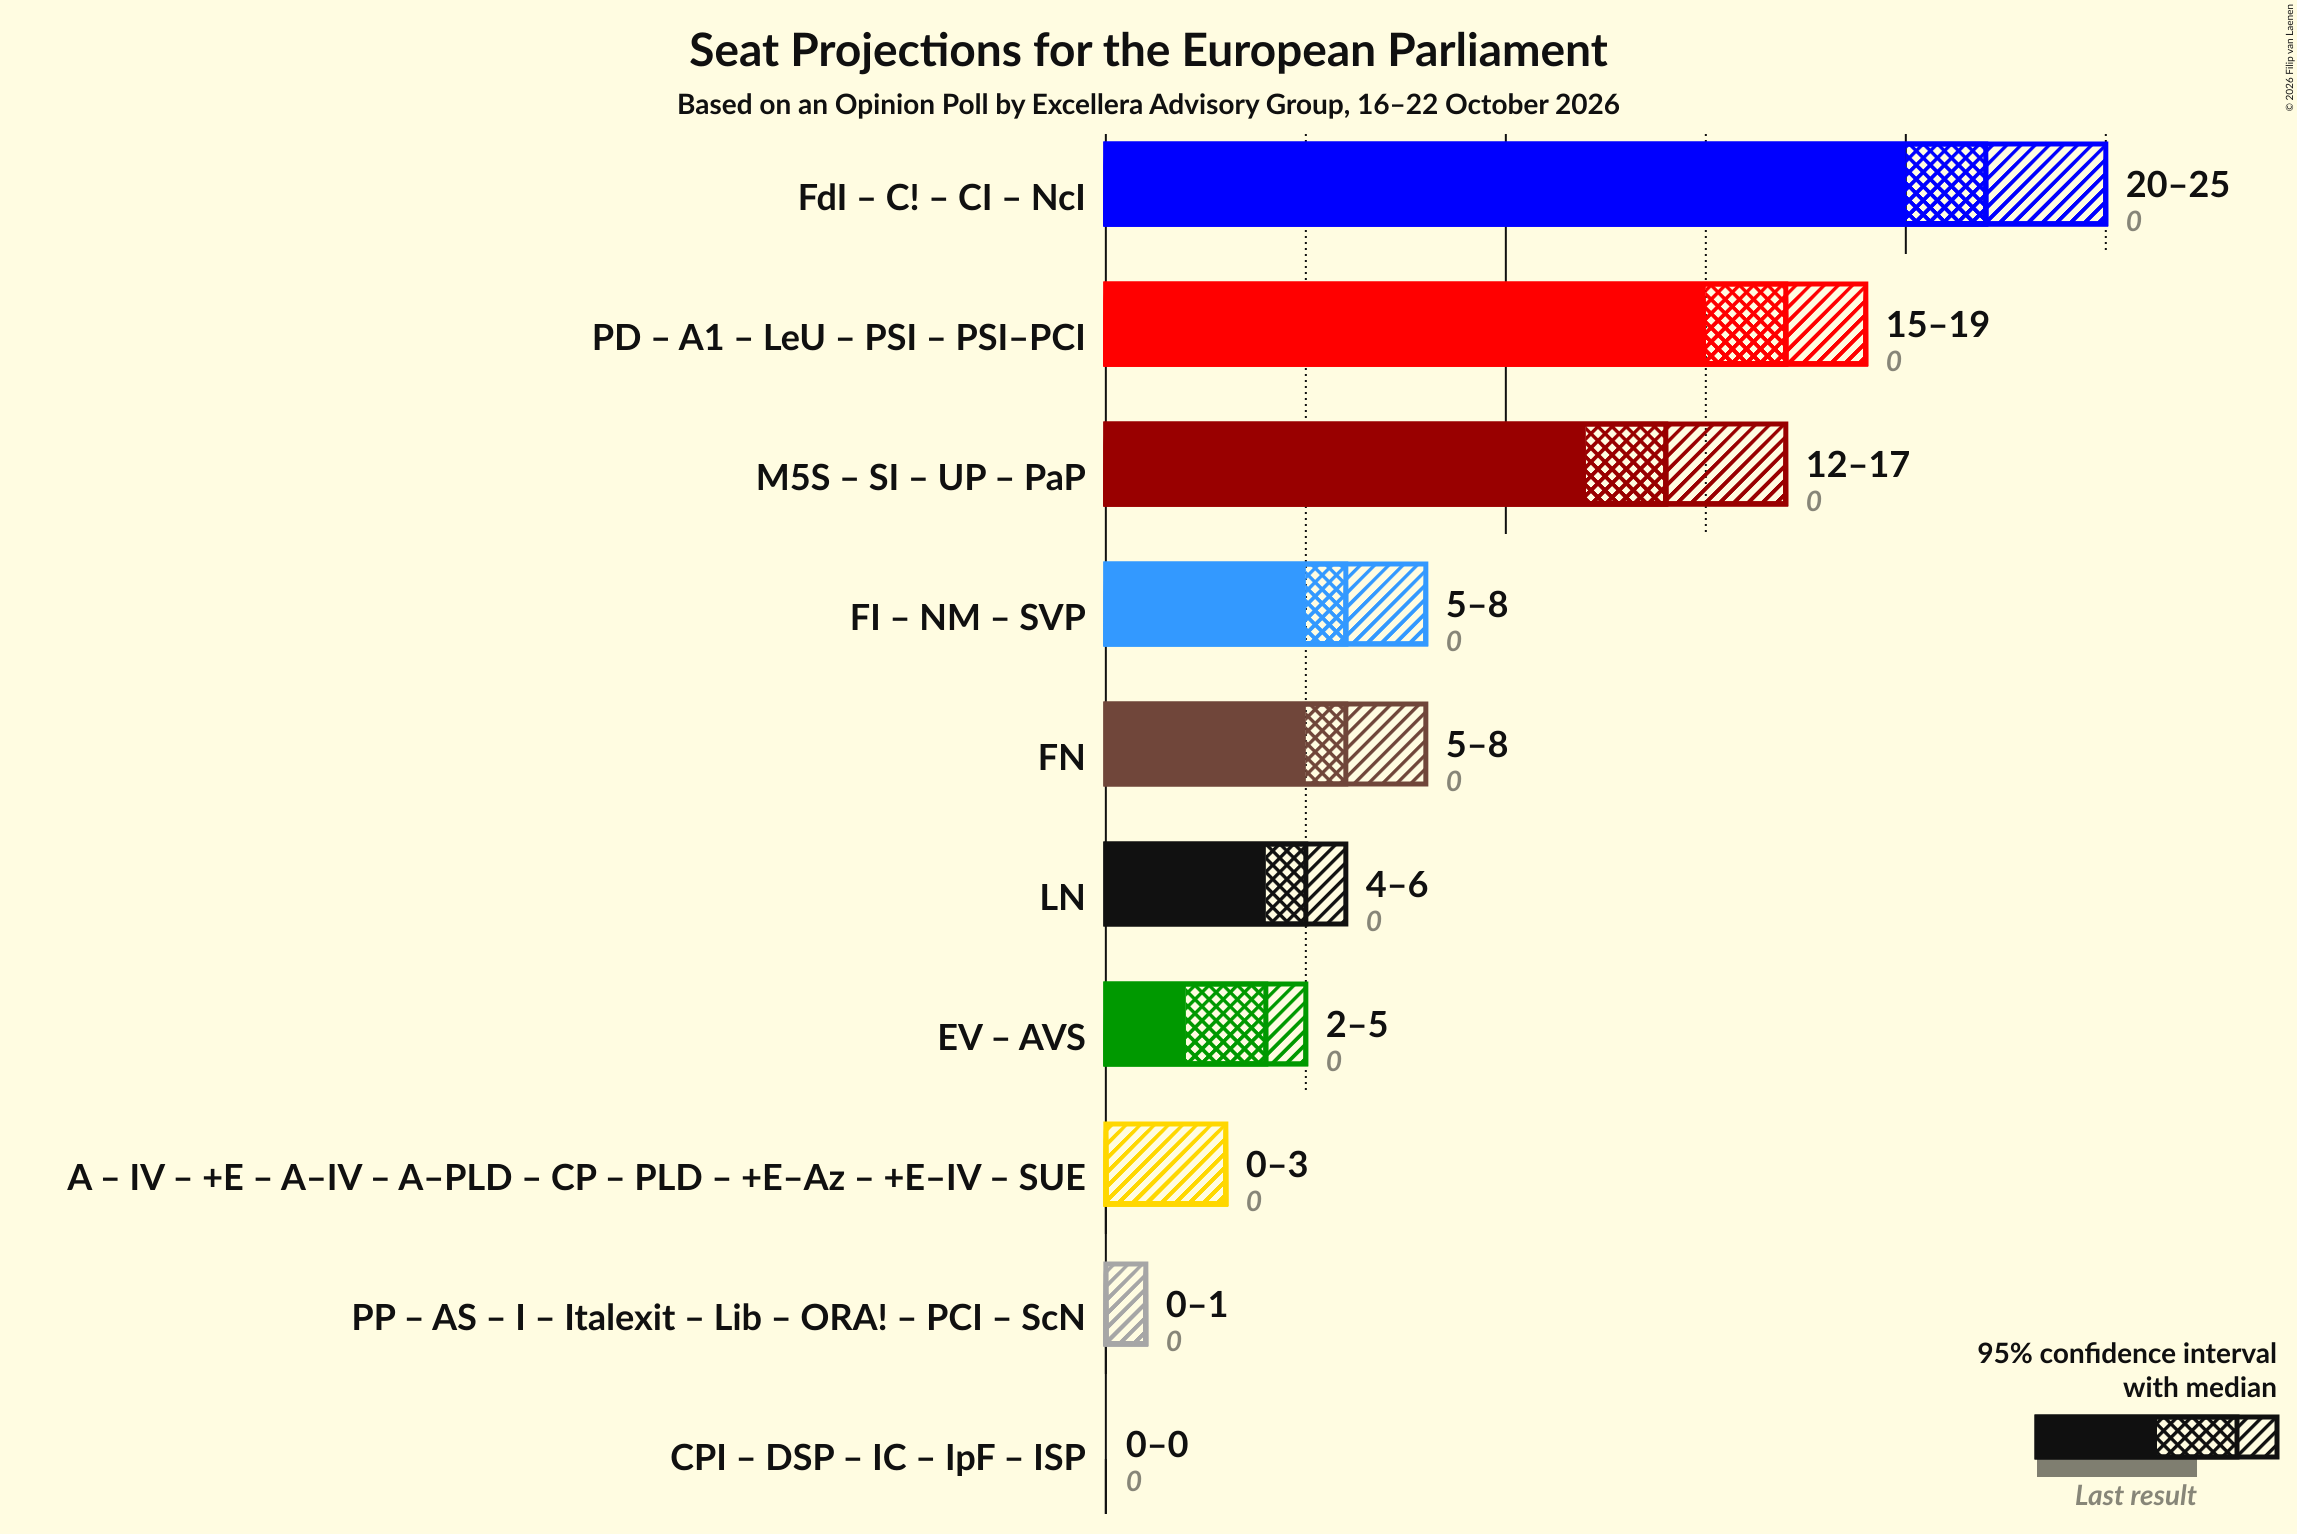 Seat Projections for the European Parliament
Based on an Opinion Poll by Excellera Advisory Group, 16–22 October 2026
© 2026 Filip van Laenen
FdI – C! – CI – NcI
20–25
0
PD – A1 – LeU – PSI – PSI–PCI
15–19
0
M5S – SI – UP – PaP
12–17
0
FI – NM – SVP
5–8
0
FN
5–8
0
LN
4–6
0
EV – AVS
2–5
0
A – IV – +E – A–IV – A–PLD – CP – PLD – +E–Az – +E–IV – SUE
0–3
0
PP – AS – I – Italexit – Lib – ORA! – PCI – ScN
0–1
0
CPI – DSP – IC – IpF – ISP
0–0
0
95% confidence interval
with median
Last result